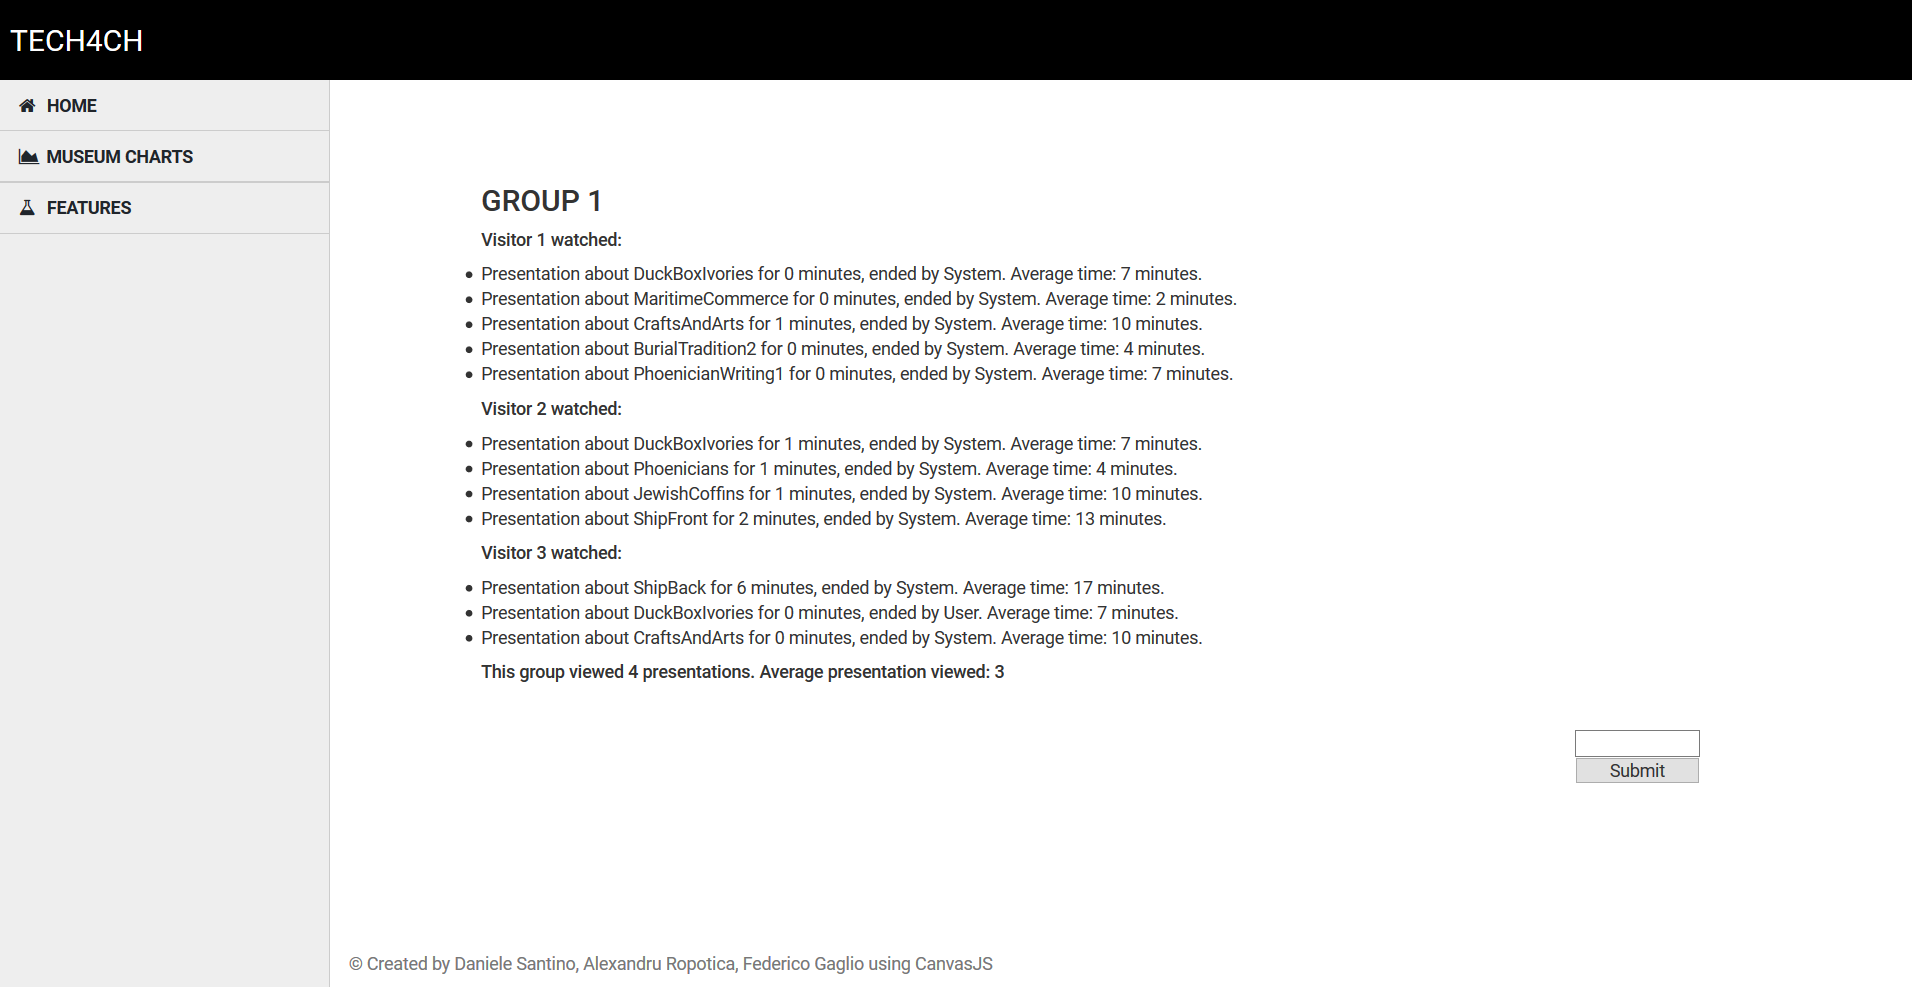 TECH4CH
HOME
MUSEUM CHARTS
FEATURES
GROUP 1
Visitor 1 watched:
Presentation about DuckBoxIvories for 0 minutes, ended by System. Average time: 7 minutes.
Presentation about MaritimeCommerce for 0 minutes, ended by System. Average time: 2 minutes.
Presentation about CraftsAndArts for 1 minutes, ended by System. Average time: 10 minutes.
Presentation about BurialTradition2 for 0 minutes, ended by System. Average time: 4 minutes.
Presentation about PhoenicianWriting1 for 0 minutes, ended by System. Average time: 7 minutes.
Visitor 2 watched:
Presentation about DuckBoxIvories for 1 minutes, ended by System. Average time: 7 minutes.
Presentation about Phoenicians for 1 minutes, ended by System. Average time: 4 minutes.
Presentation about JewishCoffins for 1 minutes, ended by System. Average time: 10 minutes.
Presentation about ShipFront for 2 minutes, ended by System. Average time: 13 minutes.
Visitor 3 watched:
Presentation about ShipBack for 6 minutes, ended by System. Average time: 17 minutes.
Presentation about DuckBoxIvories for 0 minutes, ended by User. Average time: 7 minutes.
Presentation about CraftsAndArts for 0 minutes, ended by System. Average time: 10 minutes.
This group viewed 4 presentations. Average presentation viewed: 3
Submit
© Created by Daniele Santino, Alexandru Ropotica, Federico Gaglio using CanvasJS